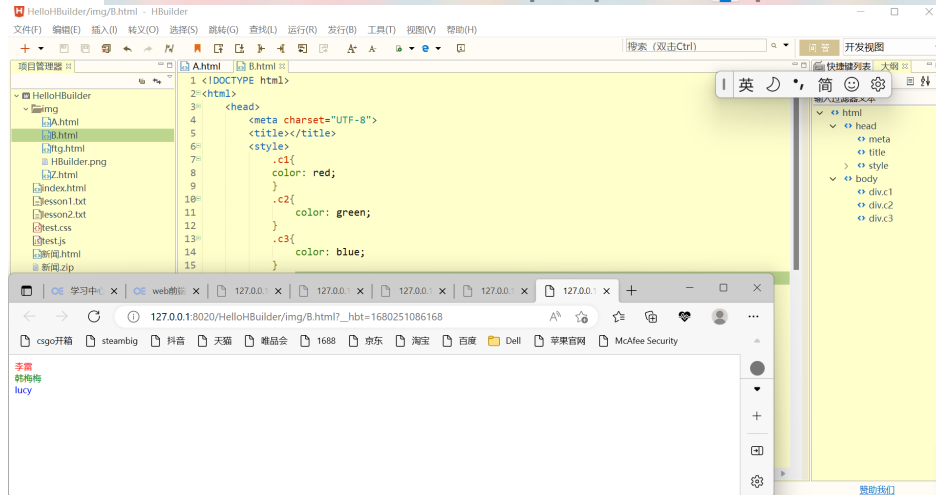 HelloHBuilder/img/B.html - HBuilder
文件(F) 编辑(E) 插入(I) 转义(O) 选择(S) 跳转(G) 查找(L) 运行(R) 发行(B) 工具(T) 视图(V) 帮助(H)
搜索（双击Ctrl） 问答 开发视图
项目管理器
HelloHBuilder
img
A.html
B.html
ftg.html
HBuilder.png
Z.html
index.html
lesson1.txt
lesson2.txt
test.css
test.js
新闻.html
新闻.zip
A.html B.html
1 <!DOCTYPE html>
2 <html>
3 <head>
4 <meta charset="UTF-8">
5 <title></title>
6 <style>
7 .c1{
8 color: red;
9 }
10 .c2{
11 color: green;
12 }
13 .c3{
14 color: blue;
15 }
快捷键列表 大纲
英 简
输入过滤器文本
html
head
meta
title
style
body
div.c1
div.c2
div.c3
学习中 web前端 127.0.0.1 127.0.0.1 127.0.0.1 127.0.0.1 127.0.0.1
127.0.0.1:8020/HelloHBuilder/img/B.html?__hbt=1680251086168
csgo开箱 steambig 抖音 天猫 唯品会 1688 京东 淘宝 百度 Dell 苹果官网 McAfee Security
李雷
韩梅梅
lucy
赞助我们